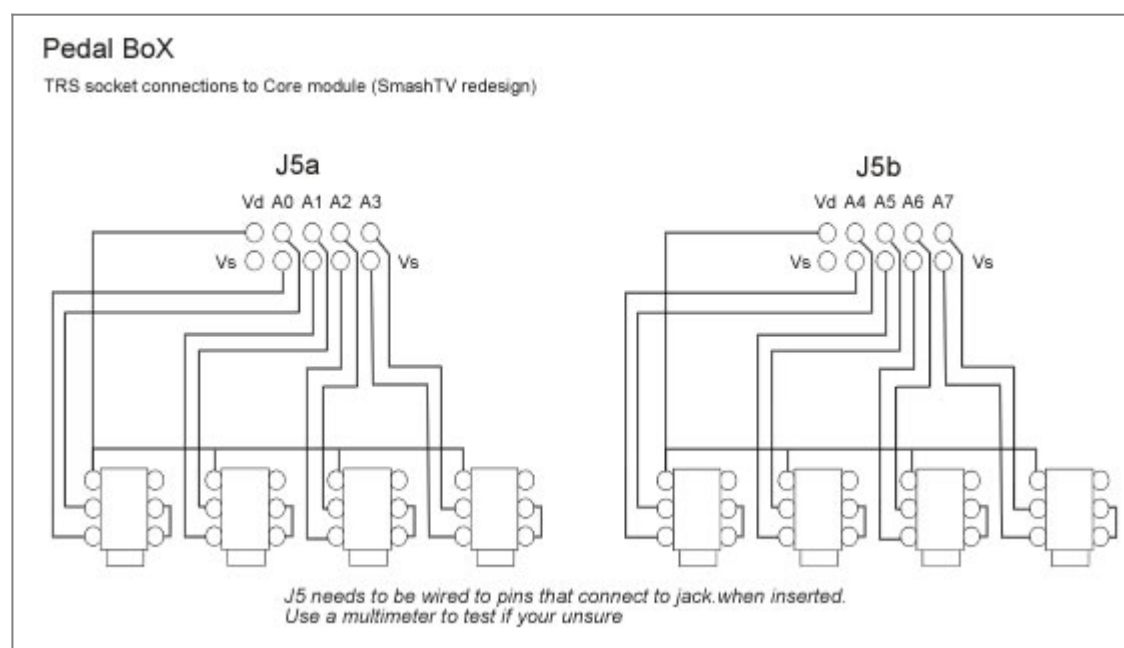 Pedal BoX
TRS socket connections to Core module (SmashTV redesign)
J5a
Vd A0 A1 A2 A3
Vs Vs
J5b
Vd A4 A5 A6 A7
Vs Vs
J5 needs to be wired to pins that connect to jack.when inserted.
Use a multimeter to test if your unsure